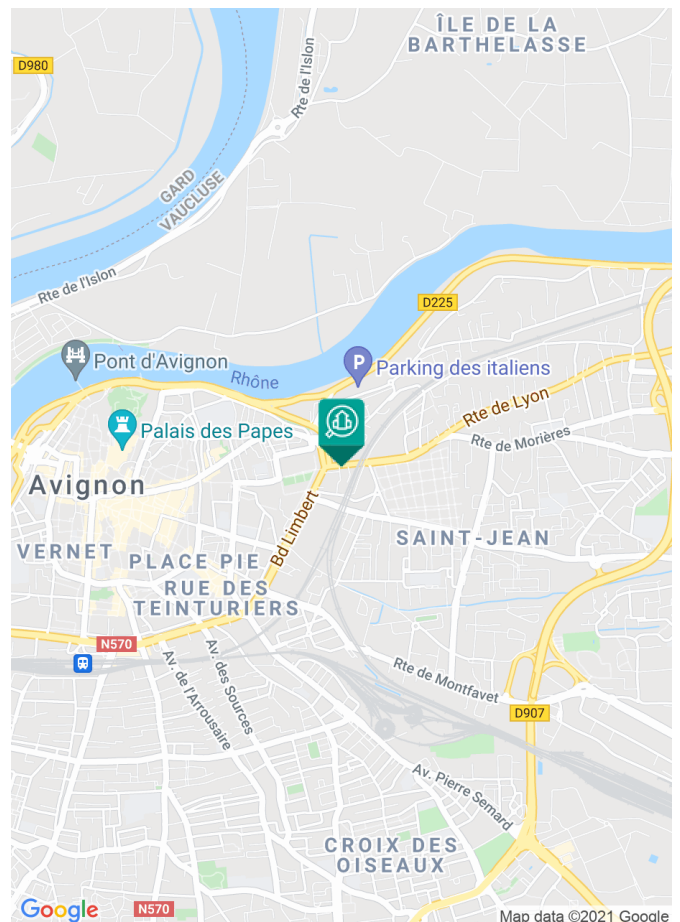 ÎLE DE LA
BARTHELASSE
D980
Rte de l'Islon
GARD
VAUCLUSE
Rte de l'Islon
D225
Pont d'Avignon
Rhône
P
Parking des italiens
Rte de Lyon
Palais des Papes
Rte de Morières
Avignon
Bd Limbert
SAINT-JEAN
VERNET
PLACE PIE
RUE DES
TEINTURIERS
N570
Av. de l'Arrousaire
Av. des Sources
Rte de Montfavet
D907
Av. Pierre Semard
CROIX DES
OISEAUX
Google
N570
Map data ©2021 Google